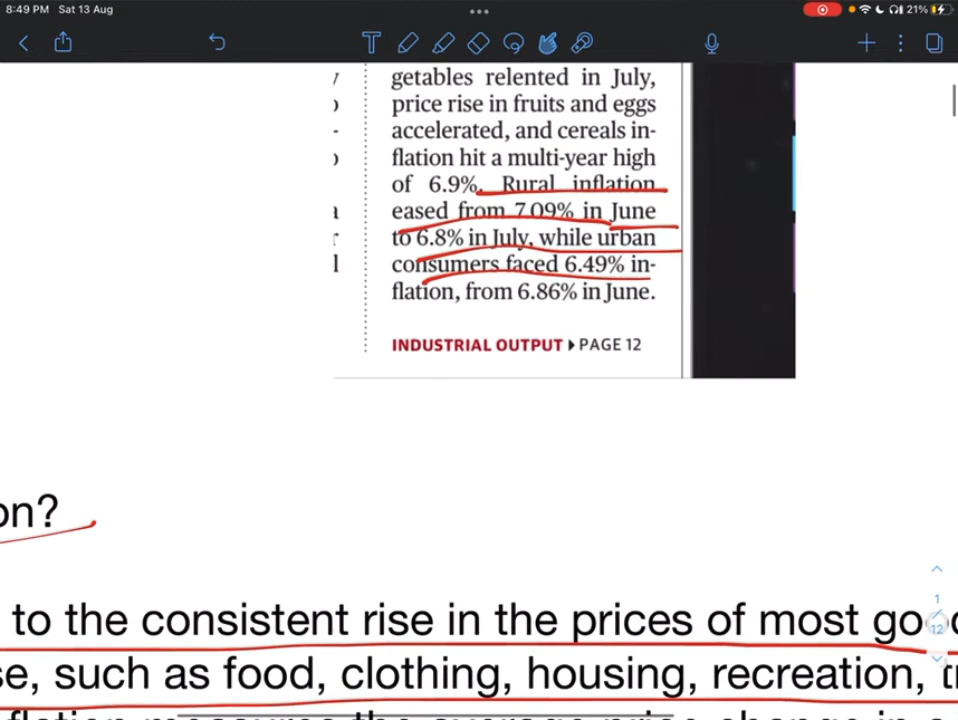 8:49 PM Sat 13 Aug
21%
getables relented in July,
price rise in fruits and eggs
accelerated, and cereals in-
flation hit a multi-year high
of 6.9%. Rural inflation
eased from 7.09% in June
to 6.8% in July, while urban
consumers faced 6.49% in-
flation, from 6.86% in June.
INDUSTRIAL OUTPUT ▸ PAGE 12
on?
to the consistent rise in the prices of most goo
1
12
se, such as food, clothing, housing, recreation, t